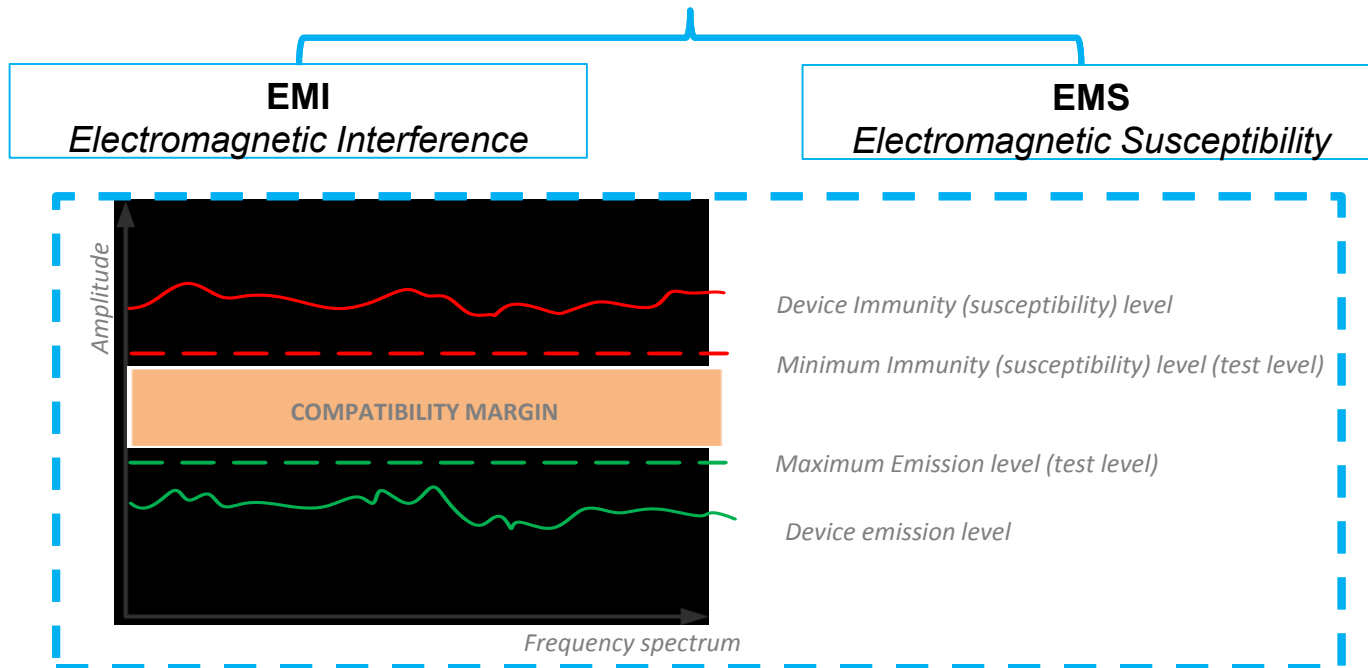 EMI
Electromagnetic Interference
EMS
Electromagnetic Susceptibility
Amplitude
Device Immunity (susceptibility) level
Minimum Immunity (susceptibility) level (test level)
COMPATIBILITY MARGIN
Maximum Emission level (test level)
Device emission level
Frequency spectrum